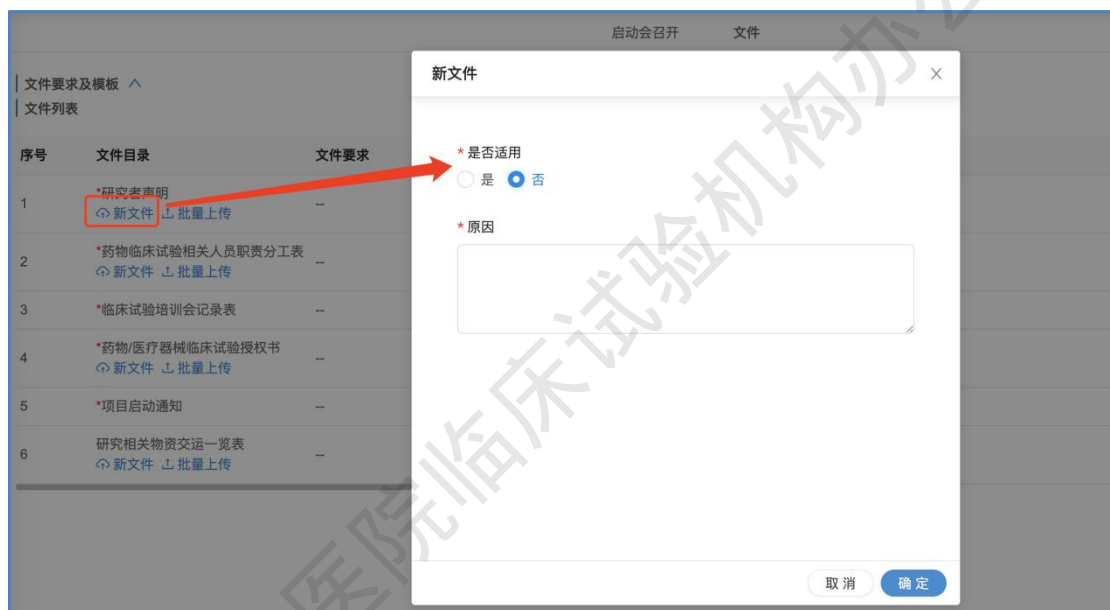 启动会召开 文件
文件要求及模板
文件列表
序号 文件目录 文件要求
1 *研究者声明 --
新文件 批量上传
2 *药物临床试验相关人员职责分工表 --
新文件 批量上传
3 *临床试验培训会记录表 --
4 *药物/医疗器械临床试验授权书 --
新文件 批量上传
5 *项目启动通知 --
6 研究相关物资交运一览表 --
新文件 批量上传
新文件
* 是否适用
是 否
* 原因
取 消 确 定
医院临床试验机构办公